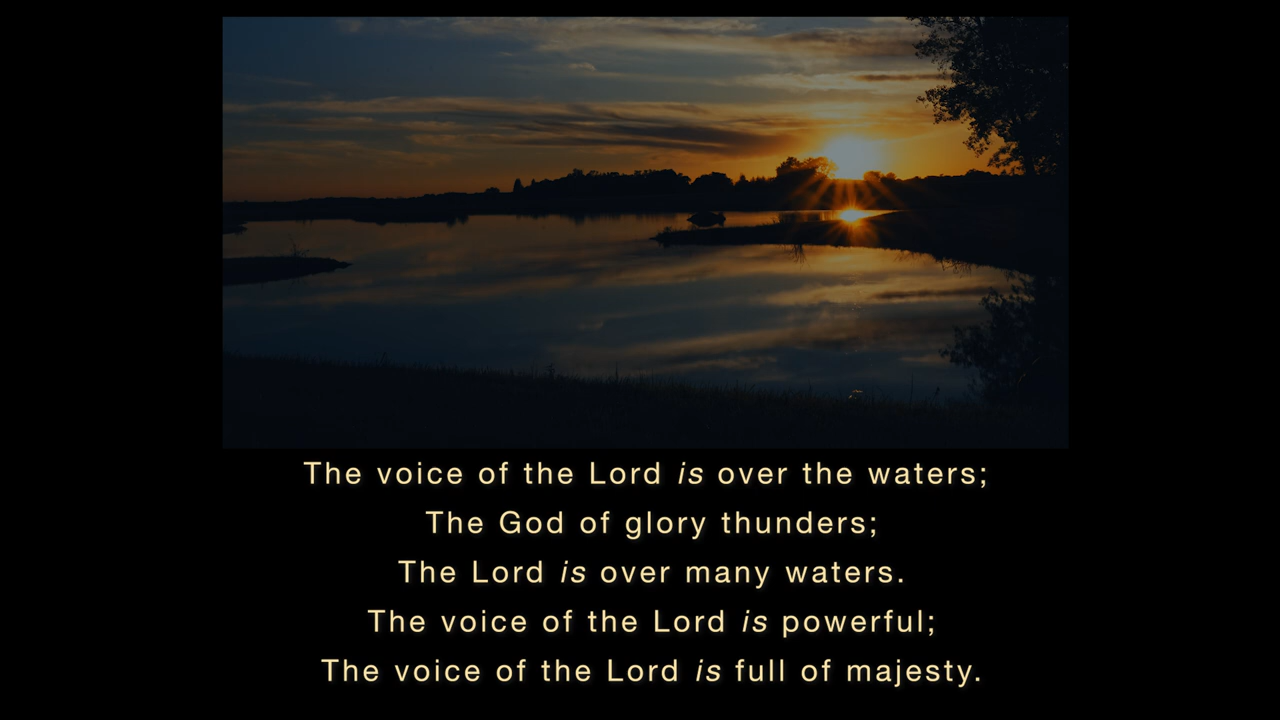 The voice of the Lord is over the waters;
The God of glory thunders;
The Lord is over many waters.
The voice of the Lord is powerful;
The voice of the Lord is full of majesty.